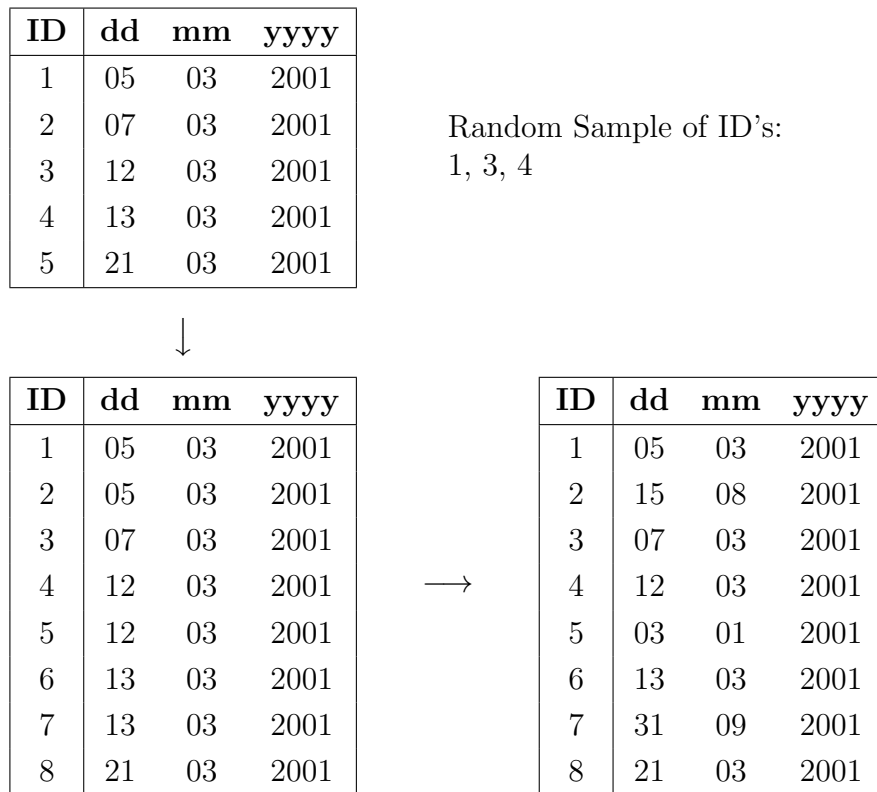 ID dd mm yyyy
1 05 03 2001
2 07 03 2001
3 12 03 2001
4 13 03 2001
5 21 03 2001
Random Sample of ID's:
1, 3, 4
↓
ID dd mm yyyy
1 05 03 2001
2 05 03 2001
3 07 03 2001
4 12 03 2001
5 12 03 2001
6 13 03 2001
7 13 03 2001
8 21 03 2001
→
ID dd mm yyyy
1 05 03 2001
2 15 08 2001
3 07 03 2001
4 12 03 2001
5 03 01 2001
6 13 03 2001
7 31 09 2001
8 21 03 2001